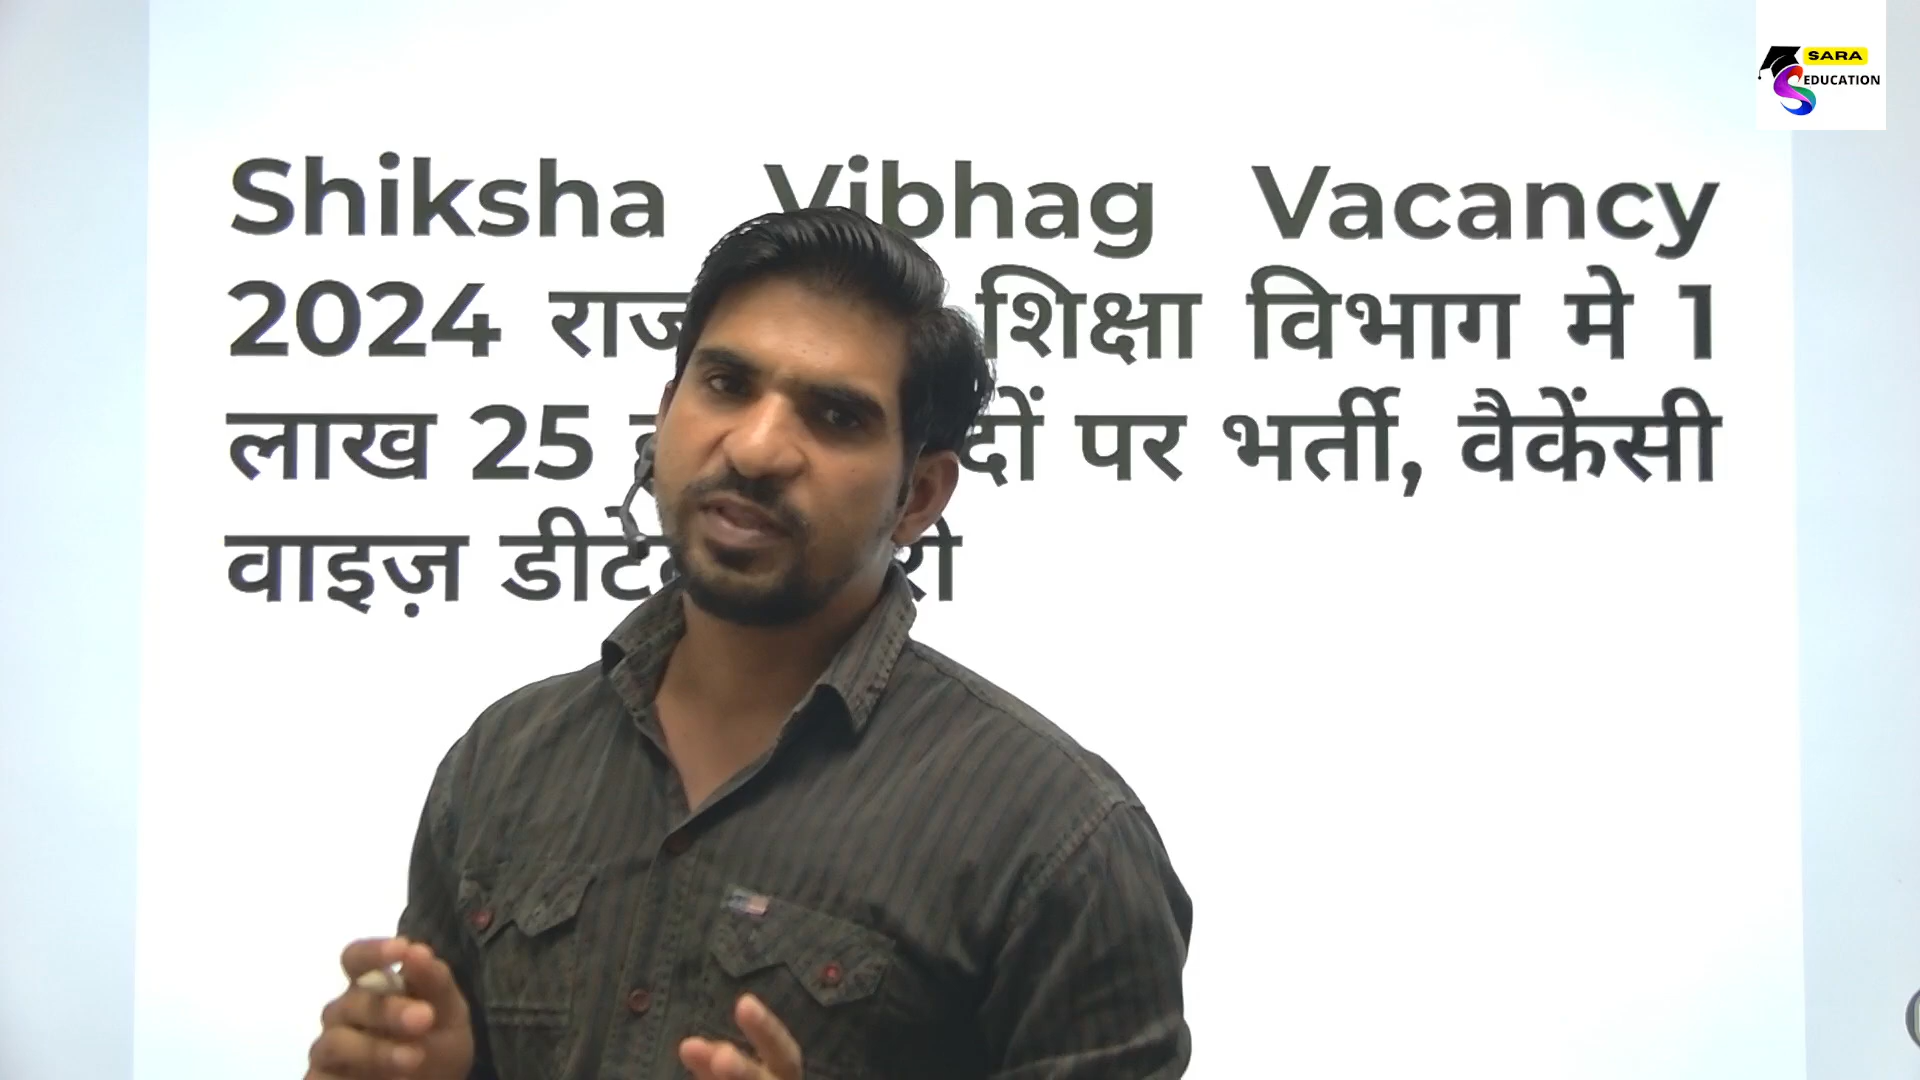 SARA
EDUCATION
Shiksha Vibhag Vacancy
2024 शिक्षा विभाग मे 1
लाख 25 पर भर्ती, वैकेंसी
वाइज़